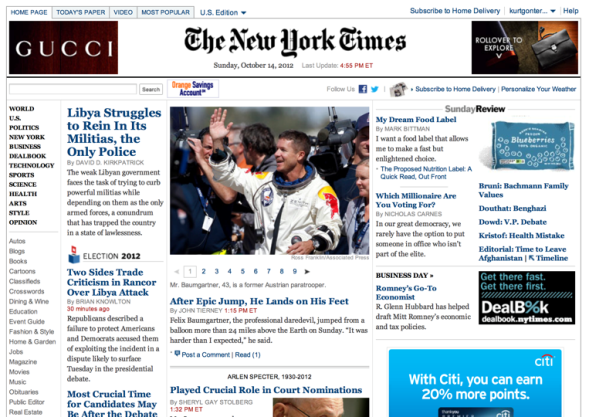 HOME PAGE
TODAY'S PAPER
VIDEO
MOST POPULAR
U.S. Edition
Subscribe to Home Delivery
kurtgonter...
Help
GUCCI
The New York Times
Sunday, October 14, 2012 Last Update: 4:55 PM ET
ROLLOVER TO
EXPLORE
Search
Orange Savings
Account
Follow Us
Subscribe to Home Delivery | Personalize Your Weather
WORLD
U.S.
POLITICS
NEW YORK
BUSINESS
DEALBOOK
TECHNOLOGY
SPORTS
SCIENCE
HEALTH
ARTS
STYLE
OPINION
Autos
Blogs
Books
Cartoons
Classifieds
Crosswords
Dining & Wine
Education
Event Guide
Fashion & Style
Home & Garden
Jobs
Magazine
Movies
Music
Obituaries
Public Editor
Real Estate
Libya Struggles
to Rein In Its
Militias, the
Only Police
By DAVID D. KIRKPATRICK
The weak Libyan government
faces the task of trying to curb
powerful militias while
depending on them as the only
armed forces, a conundrum
that has trapped the country
in a state of lawlessness.
ELECTION 2012
Two Sides Trade
Criticism in Rancor
Over Libya Attack
By BRIAN KNOWLTON
30 minutes ago
Republicans described a
failure to protect Americans
and Democrats accused them
of exploiting the incident in a
dispute likely to surface
Tuesday in the presidential
debate.
Most Crucial Time
for Candidates May
Be After the Debate
Ross Franklin/Associated Press
1 2 3 4 5 6 7 8 9
Mr. Baumgartner, 43, is a former Austrian paratrooper.
After Epic Jump, He Lands on His Feet
By JOHN TIERNEY 1:15 PM ET
Felix Baumgartner, the professional daredevil, jumped from a
balloon more than 24 miles above the Earth on Sunday. “It was
harder than I expected,” he said.
Post a Comment | Read (1)
ARLEN SPECTER, 1930-2012
Played Crucial Role in Court Nominations
By SHERYL GAY STOLBERG
1:32 PM ET
SundayReview
My Dream Food Label
By MARK BITTMAN
I want a food label that allows
me to make a fast but
enlightened choice.
The Proposed Nutrition Label: A
Quick Read, Out Front
Which Millionaire Are
You Voting For?
By NICHOLAS CARNES
In our great democracy, we
rarely have the option to put
someone in office who isn't
part of the elite.
Blueberries
Bruni: Bachmann Family
Values
Douthat: Benghazi
Dowd: V.P. Debate
Kristof: Health Mistake
Editorial: Time to Leave
Afghanistan | Timeline
BUSINESS DAY »
Romney's Go-To
Economist
R. Glenn Hubbard has helped
draft Mitt Romney's economic
and tax policies.
Get there fast.
Get there first.
DealB%k
dealbook.nytimes.com
citi
With Citi, you can earn
20% more points.